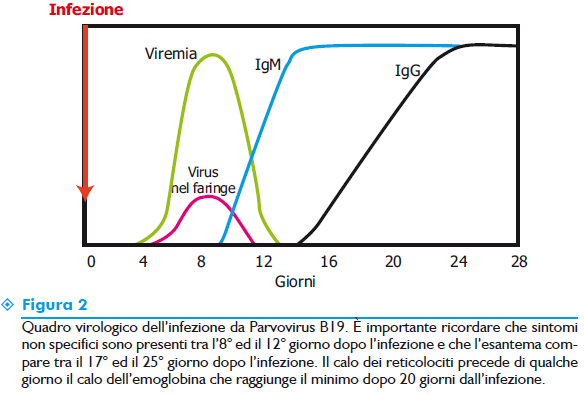 Infezione
Viremia
IgM
IgG
Virus
nel faringe
0 4 8 12 16 20 24 28
Giorni
Figura 2
Quadro virologico dell'infezione da Parvovirus B19. È importante ricordare che sintomi
non specifici sono presenti tra l'8° ed il 12° giorno dopo l'infezione e che l'esantema com-
pare tra il 17° ed il 25° giorno dopo l'infezione. Il calo dei retico​lociti precede di qualche
giorno il calo dell'emoglobina che raggiunge il minimo dopo 20 giorni dall'infezione.